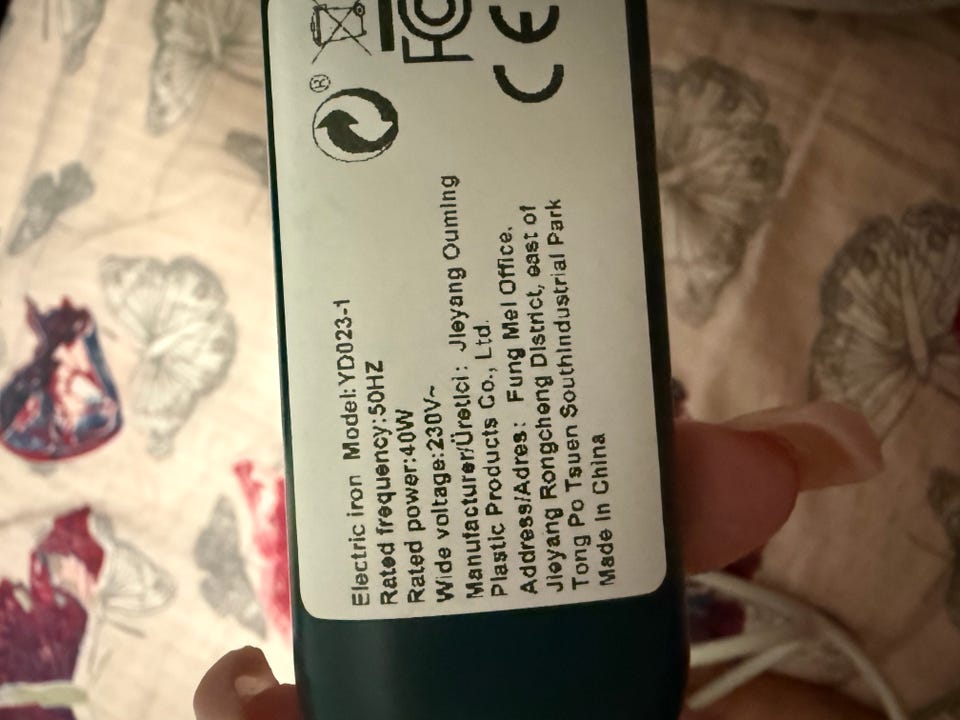 Electric iron Model:YD023-1
Rated frequency:50HZ
Rated power:40W
Wide voltage:230V~
Manufacturer/Üretici: Jieyang Ouming
Plastic Products Co., Ltd.
Address/Adres: Fung Mei Office,
Jieyang Rongcheng District, east of
Tong Po Tsuen SouthIndustrial Park
Made in China
®
FC
CE